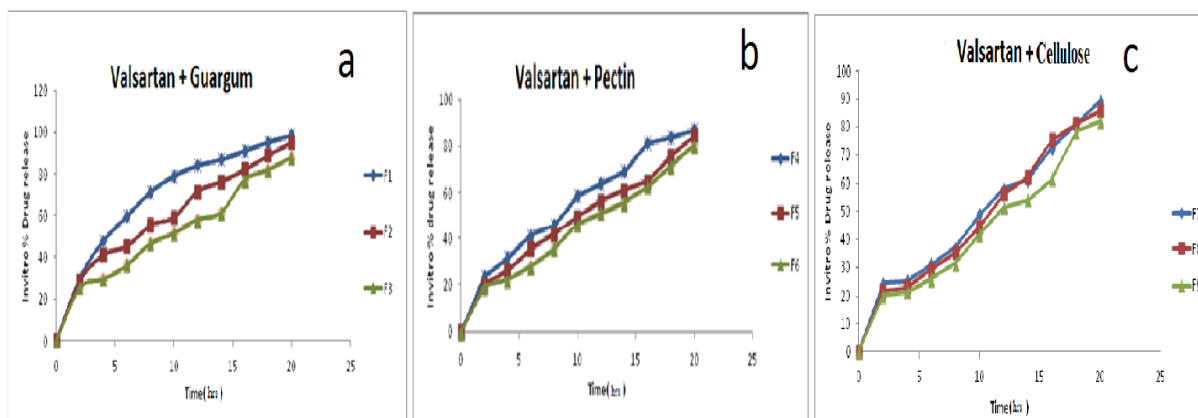 a
Valsartan + Guargum
Invitro % Drug release
120
100
80
60
40
20
0
0 5 10 15 20 25
Time(hrs)
F1
F2
F3
b
Valsartan + Pectin
Invitro % drug release
100
80
60
40
20
0
0 5 10 15 20 25
Time(hrs)
F4
F5
F6
c
Valsartan + Cellulose
Invitro % Drug release
100
90
80
70
60
50
40
30
20
10
0
0 5 10 15 20 25
Time(hrs)